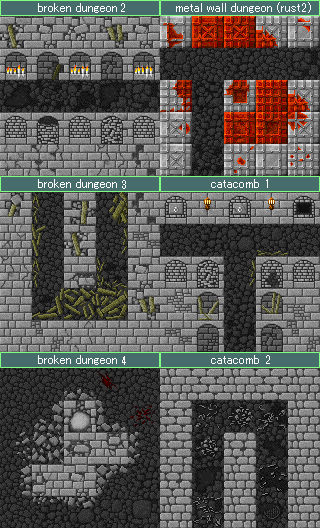 broken dungeon 2
metal wall dungeon (rust2)
broken dungeon 3
catacomb 1
broken dungeon 4
catacomb 2